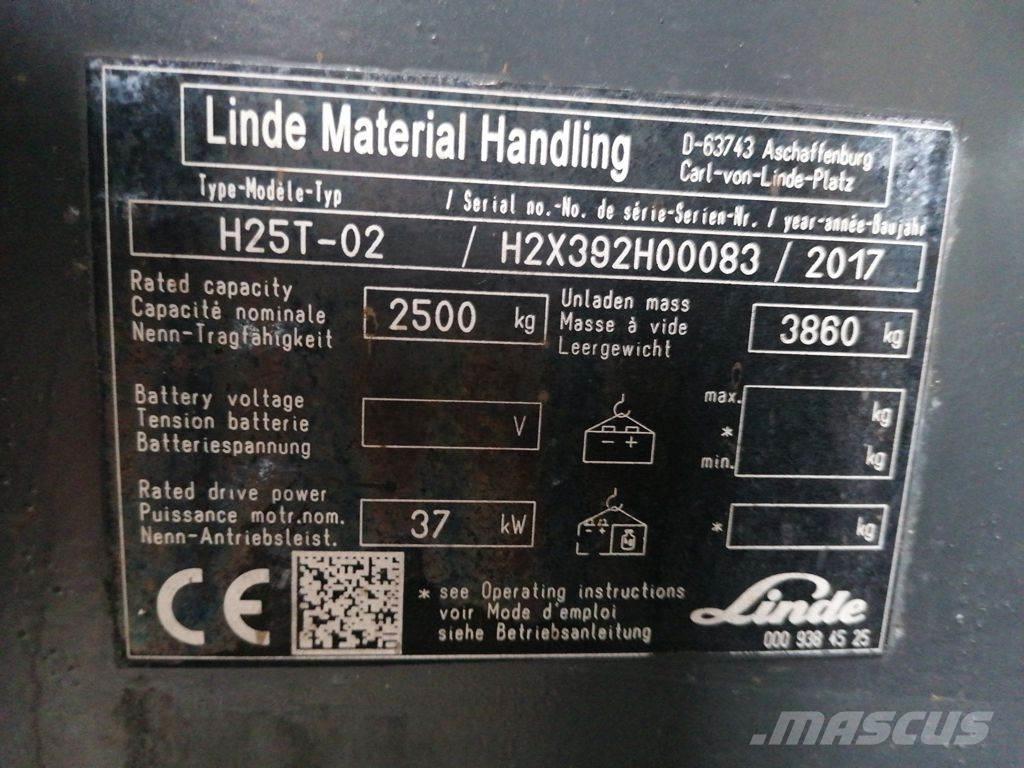 Linde Material Handling
D-63743 Aschaffenburg
Carl-von-Linde-Platz
Type-Modèle-Typ / Serial no.-No. de série-Serien-Nr. / year-année-Baujahr
H25T-02 / H2X392H00083 / 2017
Rated capacity
Capacité nominale
Nenn-Tragfähigkeit
2500 kg
Unladen mass
Masse à vide
Leergewicht
3860 kg
Battery voltage
Tension batterie
Batteriespannung
V
- +
max. kg
*
min. kg
Rated drive power
Puissance motr.nom.
Nenn-Antriebsleist.
37 kW
* kg
CE
* see Operating instructions
voir Mode d'emploi
siehe Betriebsanleitung
Linde
000 938 45 25
MASCUS